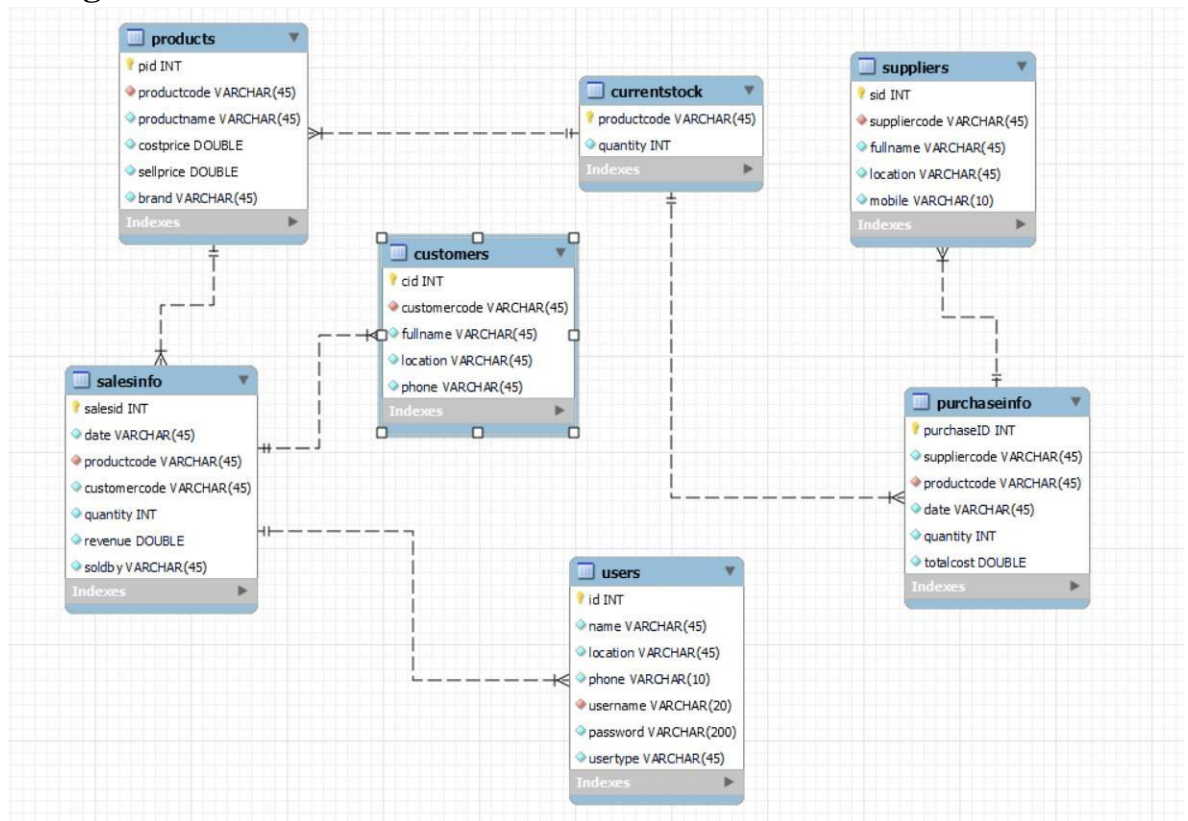 products
pid INT
productcode VARCHAR(45)
productname VARCHAR(45)
costprice DOUBLE
sellprice DOUBLE
brand VARCHAR(45)
Indexes
currentstock
productcode VARCHAR(45)
quantity INT
Indexes
suppliers
sid INT
suppliercode VARCHAR(45)
fullname VARCHAR(45)
location VARCHAR(45)
mobile VARCHAR(10)
Indexes
customers
cid INT
customercode VARCHAR(45)
fullname VARCHAR(45)
location VARCHAR(45)
phone VARCHAR(45)
Indexes
salesinfo
salesid INT
date VARCHAR(45)
productcode VARCHAR(45)
customercode VARCHAR(45)
quantity INT
revenue DOUBLE
soldby VARCHAR(45)
Indexes
purchaseinfo
purchaseID INT
suppliercode VARCHAR(45)
productcode VARCHAR(45)
date VARCHAR(45)
quantity INT
totalcost DOUBLE
Indexes
users
id INT
name VARCHAR(45)
location VARCHAR(45)
phone VARCHAR(10)
username VARCHAR(20)
password VARCHAR(200)
usertype VARCHAR(45)
Indexes